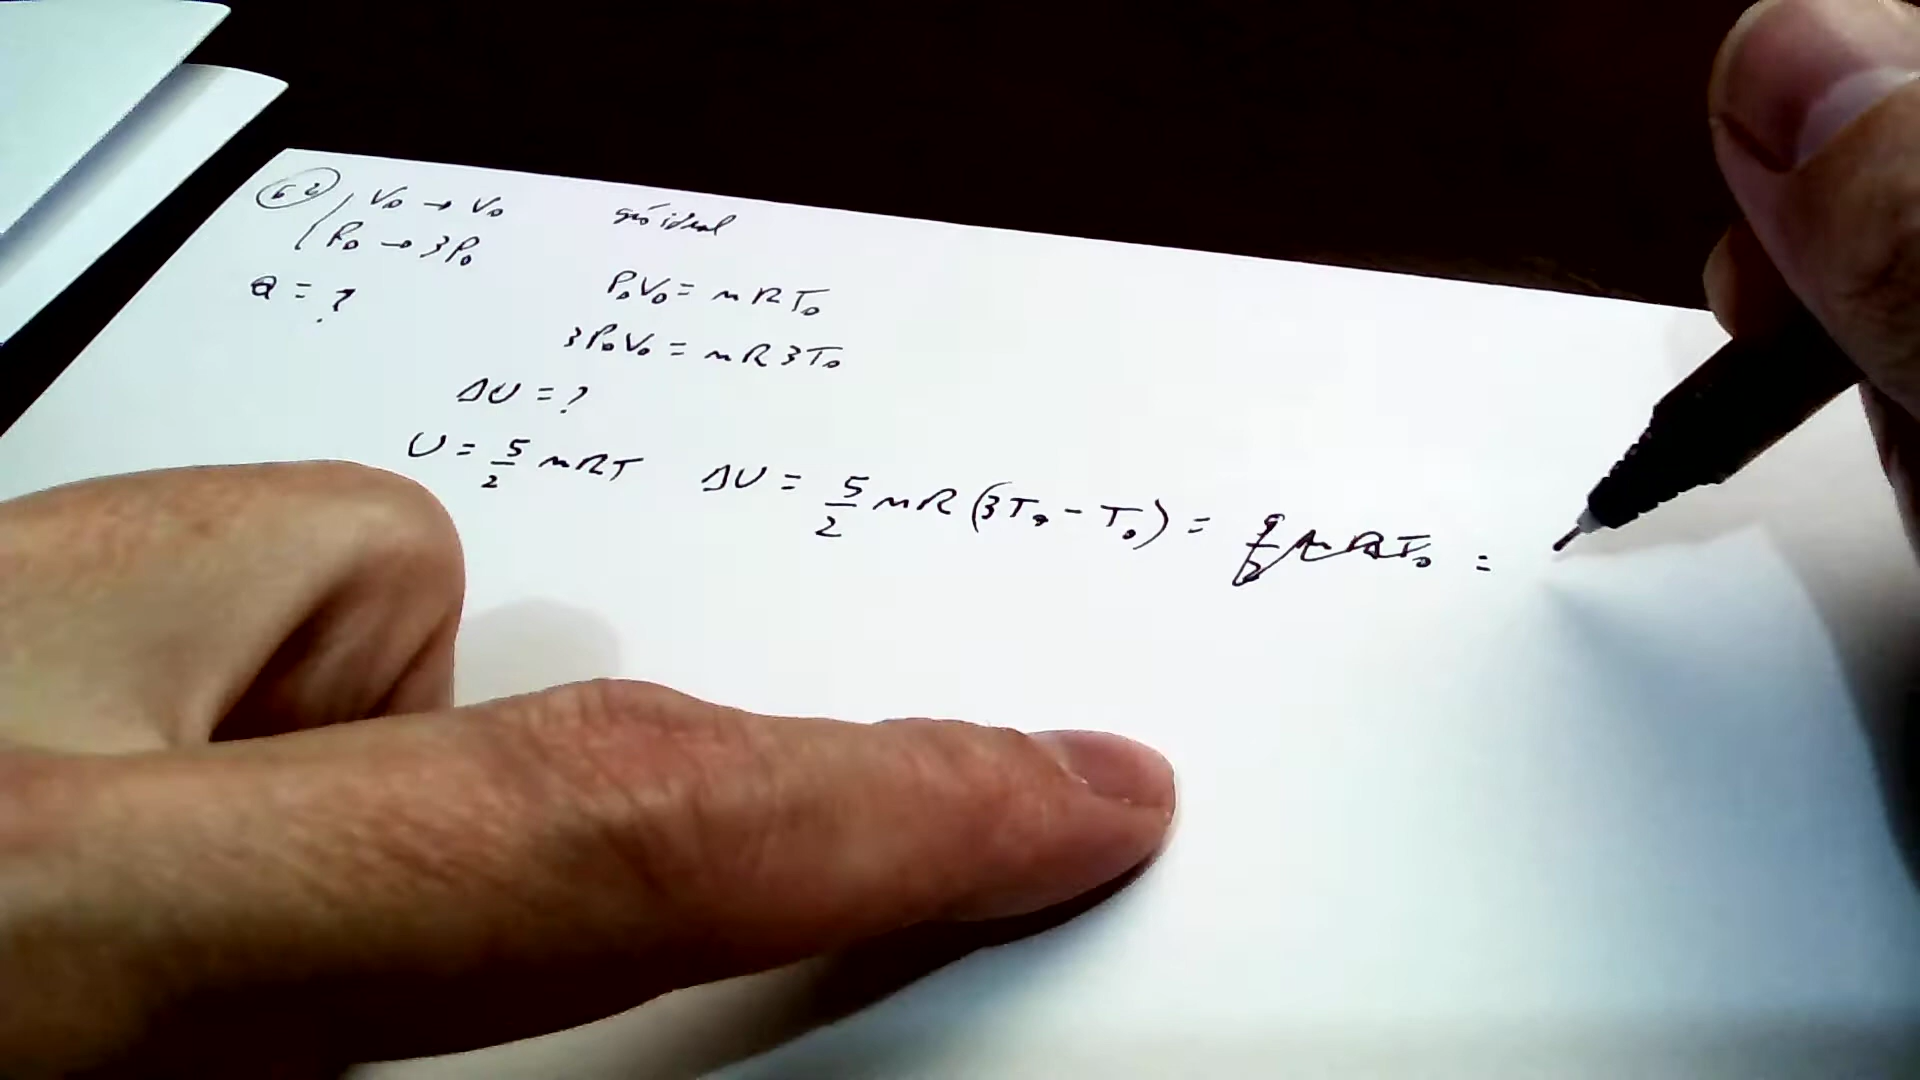 62 V₀ → V₀ gás ideal
P₀ → 3P₀
Q = ? P₀V₀ = nRT₀
3P₀V₀ = nR3T₀
ΔU = ?
U = 5/2 nRT ΔU = 5/2 nR (3T₀ - T₀) = nRT₀ =